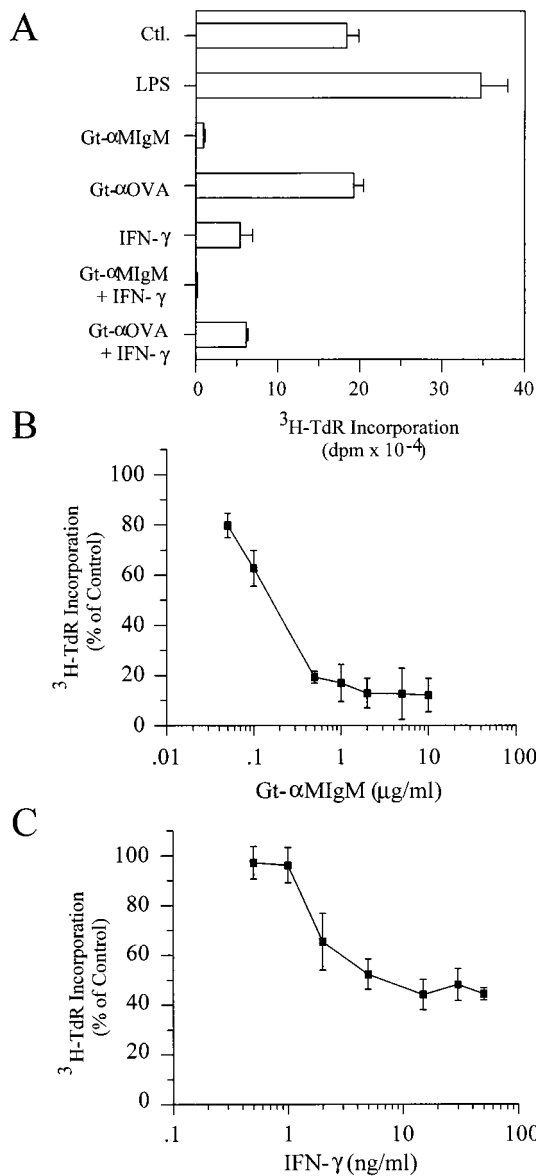 A
Ctl.
LPS
Gt-αMIgM
Gt-αOVA
IFN- γ
Gt-αMIgM
+ IFN- γ
Gt-αOVA
+ IFN- γ
0 10 20 30 40
³H-TdR Incorporation
(dpm x 10⁻⁴)
B
³H-TdR Incorporation
(% of Control)
100
80
60
40
20
0
.01 .1 1 10 100
Gt-αMIgM (μg/ml)
C
³H-TdR Incorporation
(% of Control)
100
80
60
40
20
0
.1 1 10 100
IFN- γ (ng/ml)